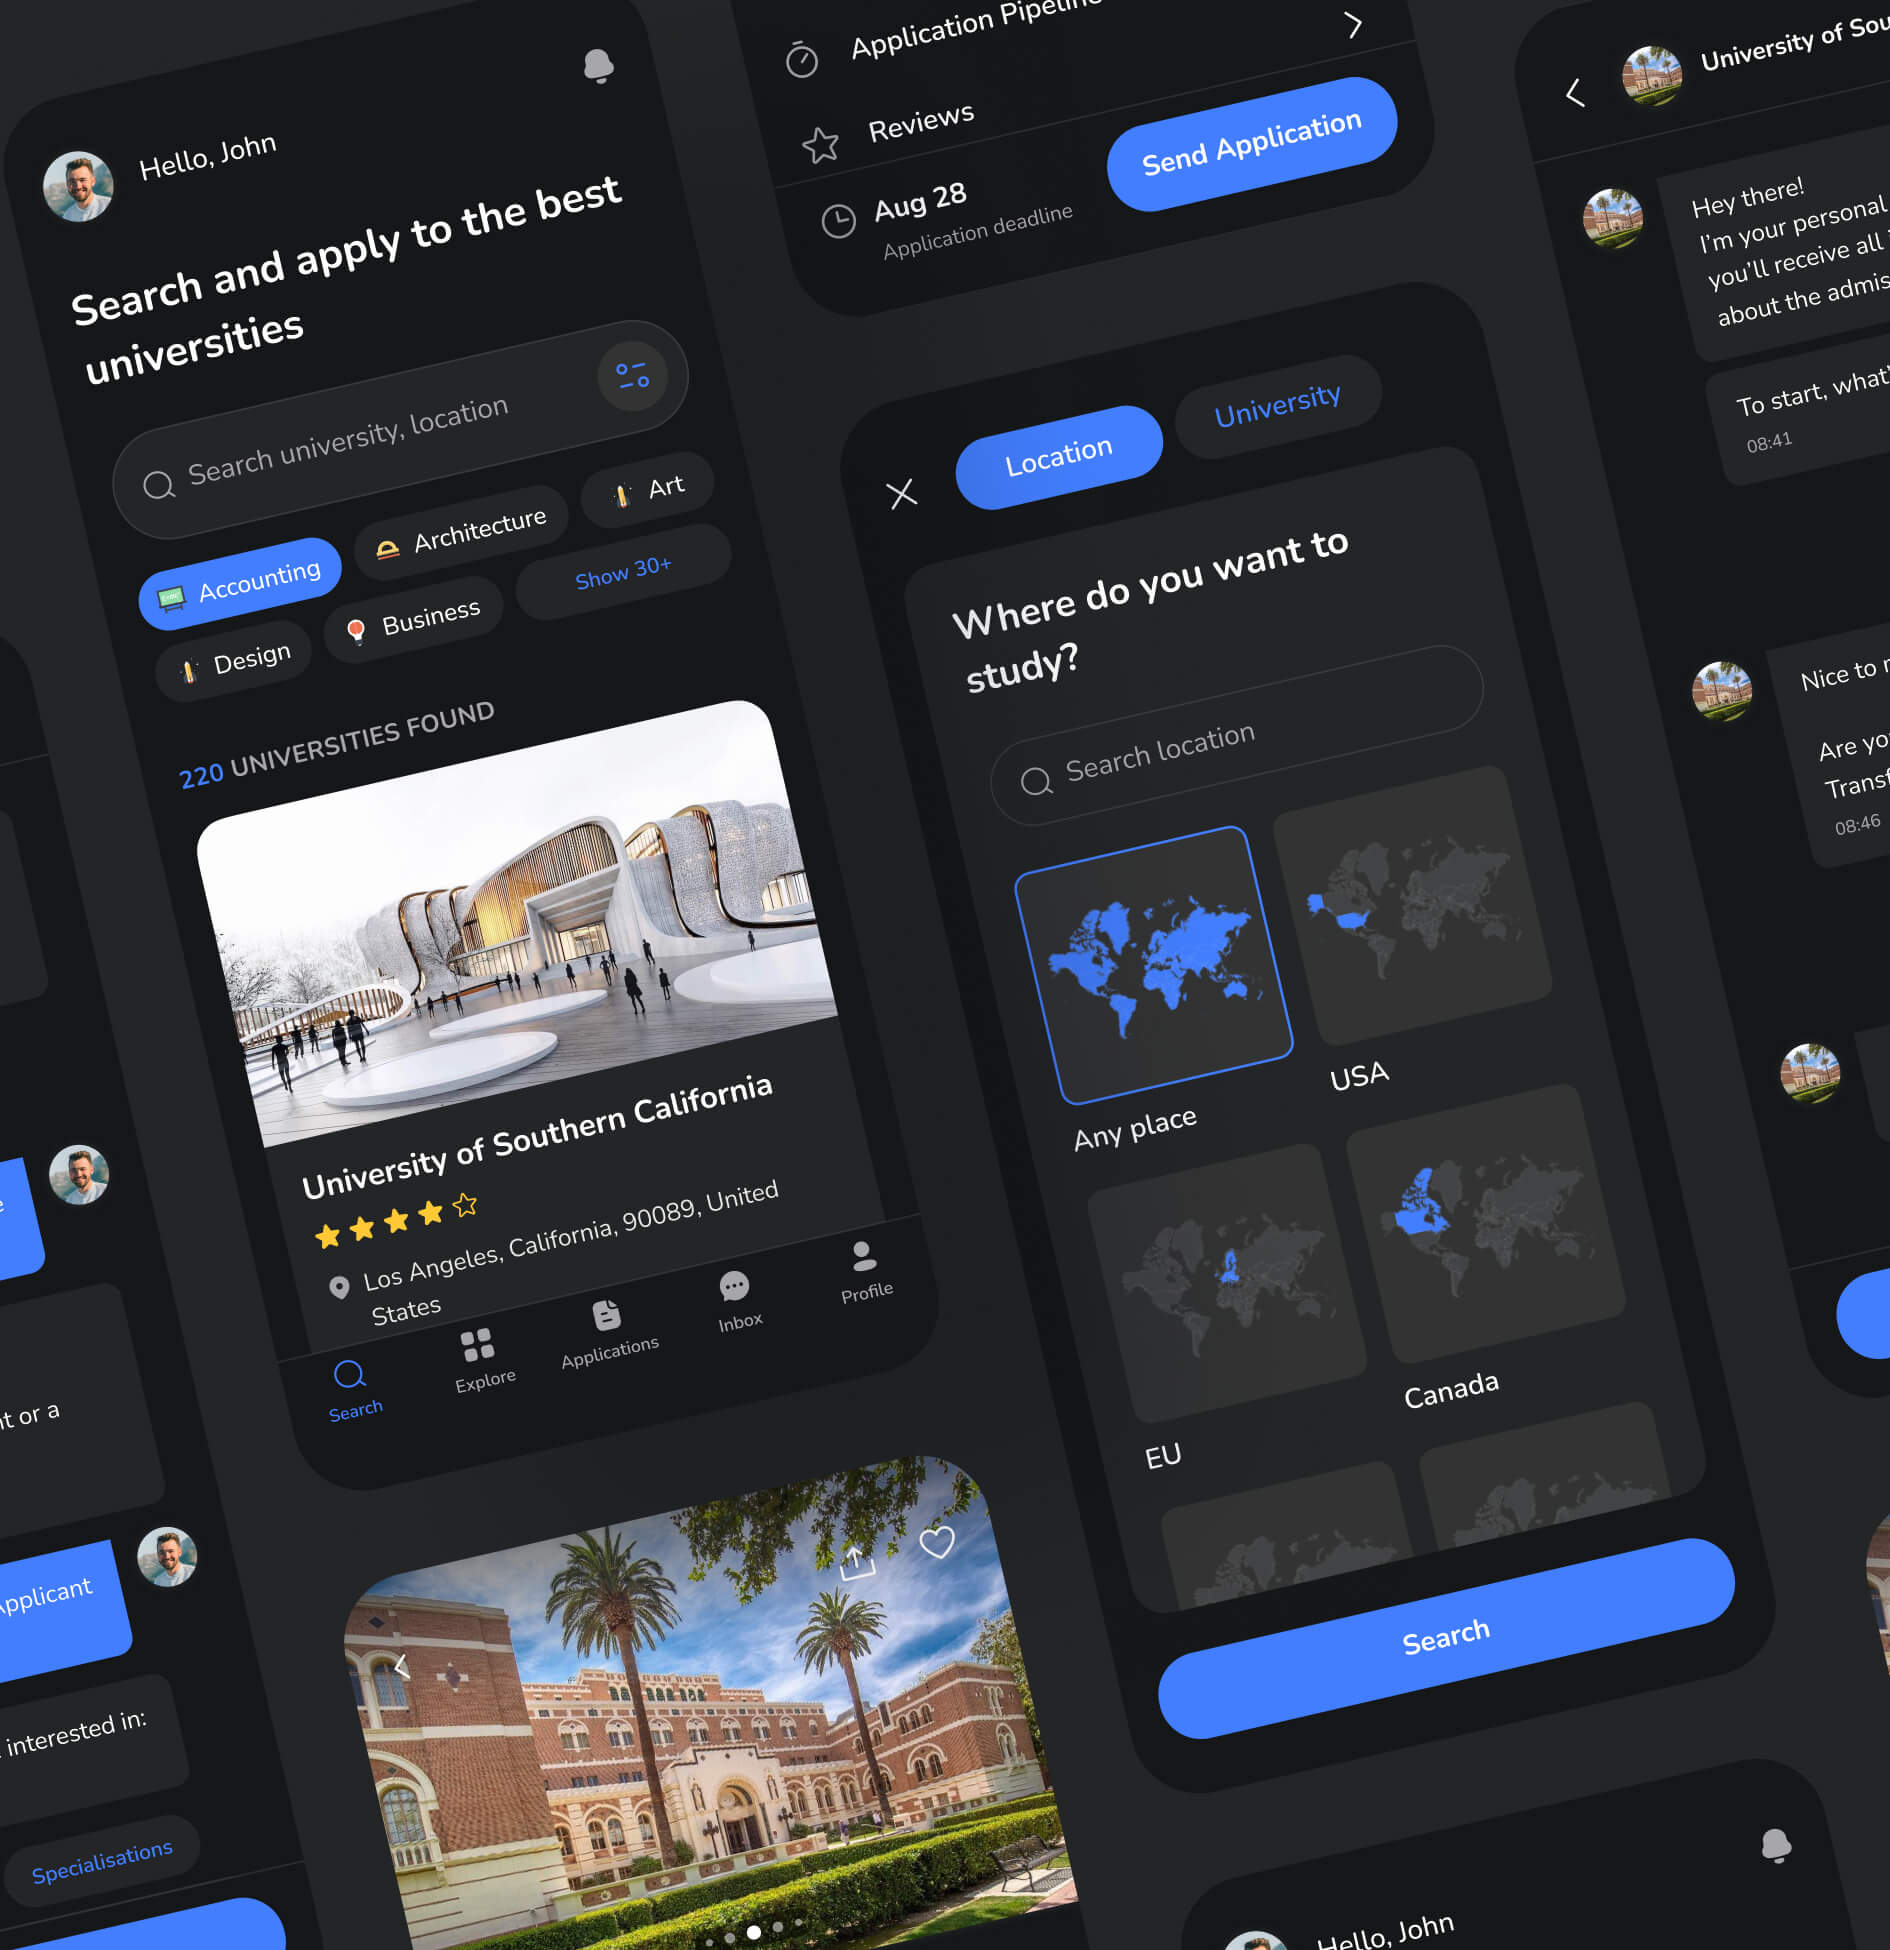 Hello, John
Search and apply to the best
universities
Search university, location
Accounting
Architecture
Art
Design
Business
Show 30+
220 UNIVERSITIES FOUND
University of Southern California
Los Angeles, California, 90089, United
States
Search
Explore
Applications
Inbox
Profile
Application Pipeline
Reviews
Aug 28
Application deadline
Send Application
Location
University
Where do you want to
study?
Search location
Any place
USA
EU
Canada
Search
University of Sou
Hey there!
I'm your personal
you'll receive all
about the admis
To start, what'
08:41
Nice to
Are yo
Transf
08:46
or a
Applicant
interested in:
Specialisations
Hello, John